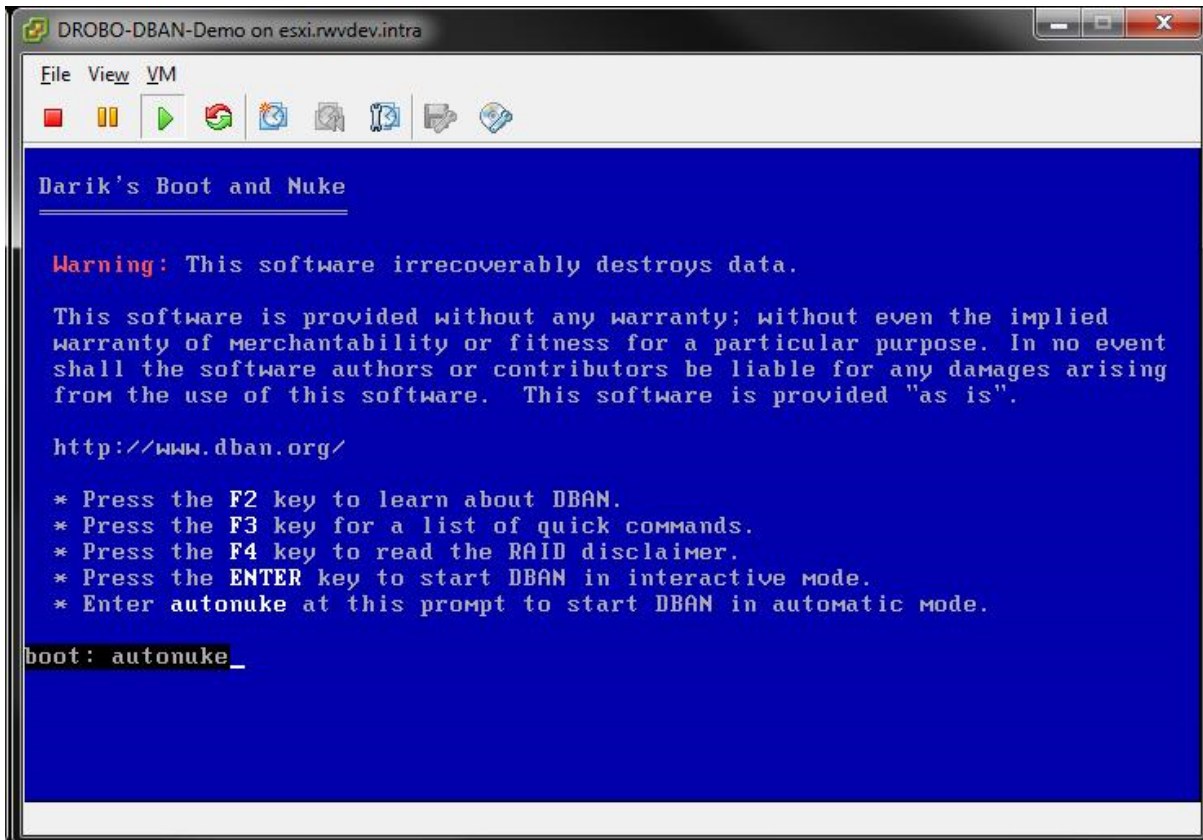 DROBO-DBAN-Demo on esxi.rwvdev.intra
File View VM
Darik's Boot and Nuke
Warning: This software irrecoverably destroys data.
This software is provided without any warranty; without even the implied
warranty of merchantability or fitness for a particular purpose. In no event
shall the software authors or contributors be liable for any damages arising
from the use of this software.  This software is provided "as is".
http://www.dban.org/
* Press the F2 key to learn about DBAN.
* Press the F3 key for a list of quick commands.
* Press the F4 key to read the RAID disclaimer.
* Press the ENTER key to start DBAN in interactive mode.
* Enter autonuke at this prompt to start DBAN in automatic mode.
boot: autonuke_